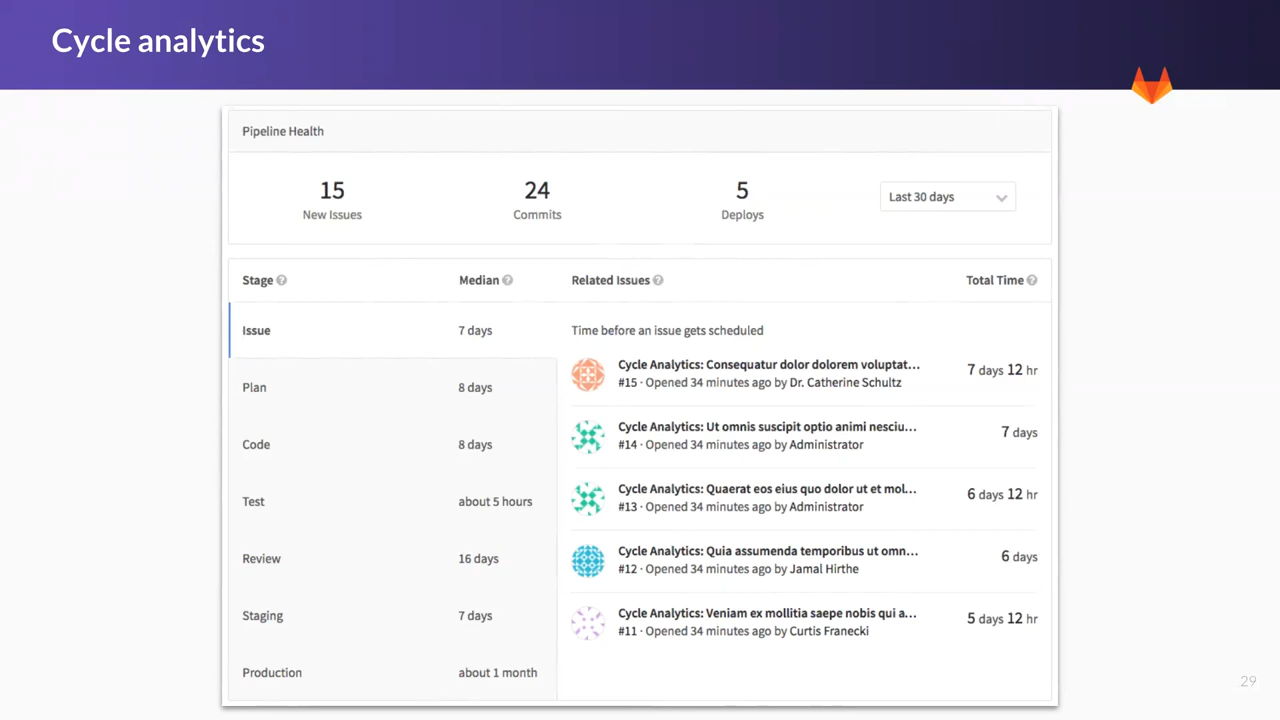 Cycle analytics
Pipeline Health
15
New Issues
24
Commits
5
Deploys
Last 30 days
Stage ?
Median ?
Related Issues ?
Total Time ?
Issue
7 days
Time before an issue gets scheduled
Cycle Analytics: Consequatur dolor dolorem voluptat…
#15 · Opened 34 minutes ago by Dr. Catherine Schultz
7 days 12 hr
Plan
8 days
Cycle Analytics: Ut omnis suscipit optio animi nesciu…
#14 · Opened 34 minutes ago by Administrator
7 days
Code
8 days
Cycle Analytics: Quaerat eos eius quo dolor ut et mol…
#13 · Opened 34 minutes ago by Administrator
6 days 12 hr
Test
about 5 hours
Cycle Analytics: Quia assumenda temporibus ut omn…
#12 · Opened 34 minutes ago by Jamal Hirthe
6 days
Review
16 days
Cycle Analytics: Veniam ex mollitia saepe nobis qui a…
#11 · Opened 34 minutes ago by Curtis Franecki
5 days 12 hr
Staging
7 days
Production
about 1 month
29